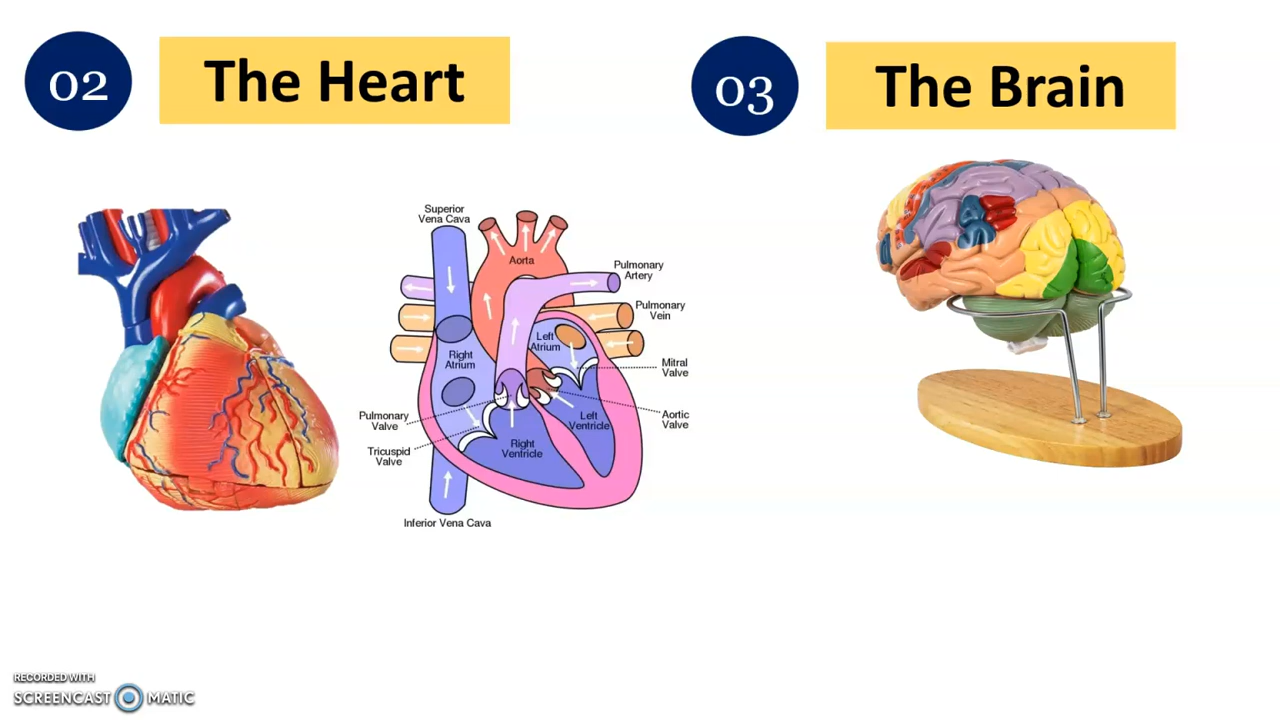 02
The Heart
03
The Brain
Superior
Vena Cava
Aorta
Pulmonary
Artery
Pulmonary
Vein
Left
Atrium
Right
Atrium
Mitral
Valve
Pulmonary
Valve
Left
Ventricle
Aortic
Valve
Tricuspid
Valve
Right
Ventricle
Inferior Vena Cava
RECORDED WITH
SCREENCAST MATIC